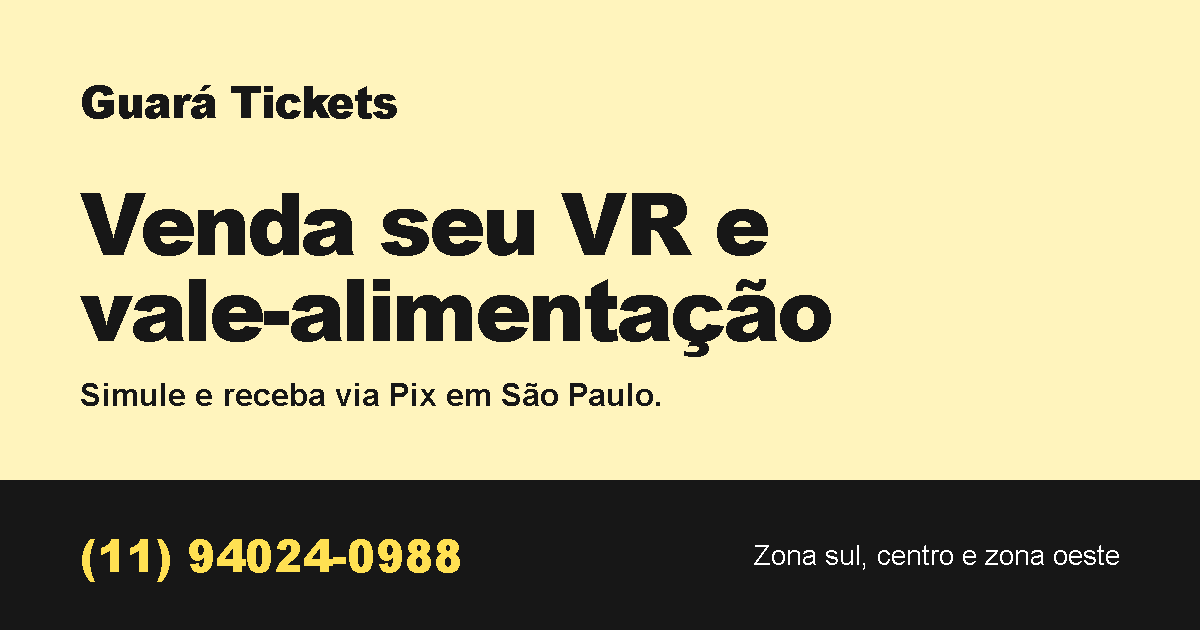 Guará Tickets
Venda seu VR e
vale-alimentação
Simule e receba via Pix em São Paulo.
(11) 94024-0988
Zona sul, centro e zona oeste